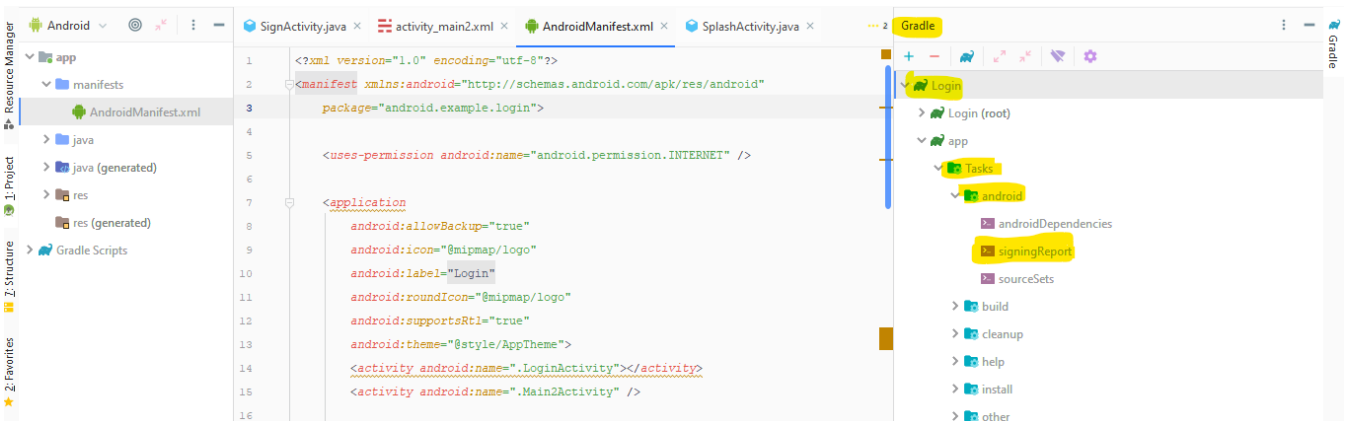 Resource Manager
1: Project
7: Structure
2: Favorites
Android
app
manifests
AndroidManifest.xml
java
java (generated)
res
res (generated)
Gradle Scripts
SignActivity.java
activity_main2.xml
AndroidManifest.xml
SplashActivity.java
2
1 <?xml version="1.0" encoding="utf-8"?>
2 <manifest xmlns:android="http://schemas.android.com/apk/res/android"
3 package="android.example.login">
4
5 <uses-permission android:name="android.permission.INTERNET" />
6
7 <application
8 android:allowBackup="true"
9 android:icon="@mipmap/logo"
10 android:label="Login"
11 android:roundIcon="@mipmap/logo"
12 android:supportsRtl="true"
13 android:theme="@style/AppTheme">
14 <activity android:name=".LoginActivity"></activity>
15 <activity android:name=".Main2Activity" />
16
Gradle
Login
Login (root)
app
Tasks
android
androidDependencies
signingReport
sourceSets
build
cleanup
help
install
other
Gradle